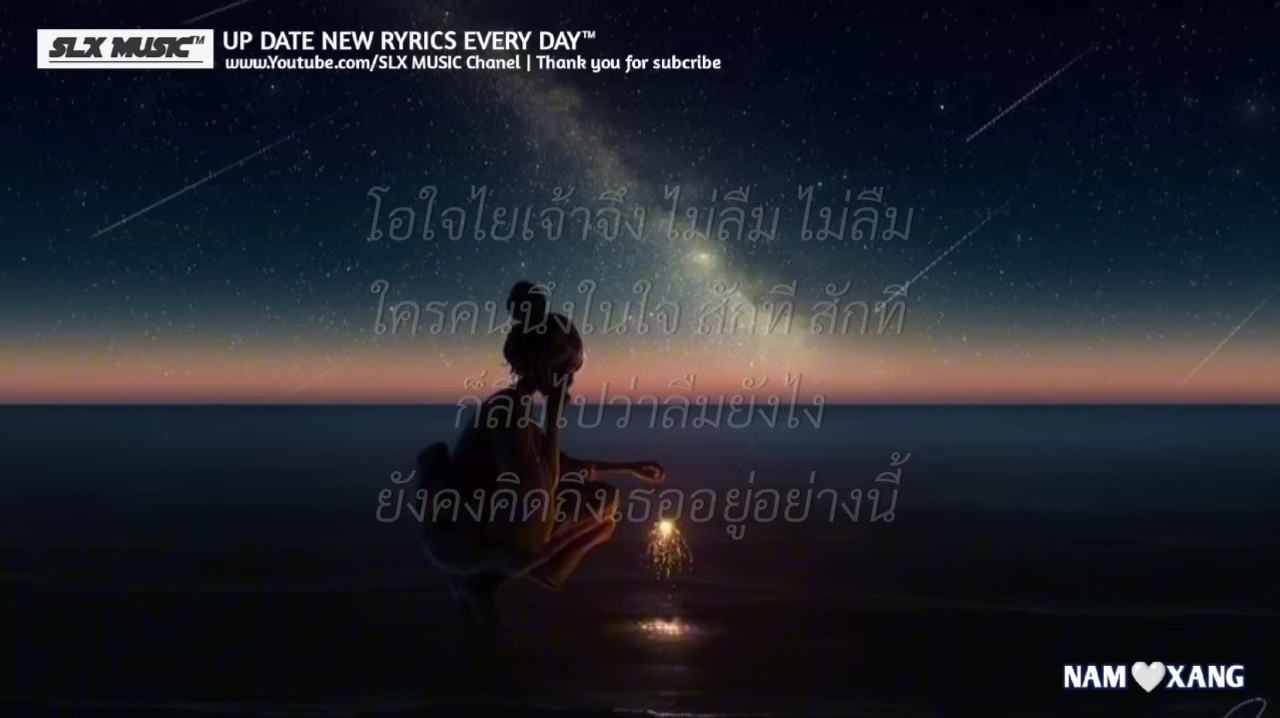 SLX MUSIC™ UP DATE NEW RYRICS EVERY DAY™
www.Youtube.com/SLX MUSIC Chanel | Thank you for subcribe
โอใจไยเจ้าจึง ไม่ลืม ไม่ลืม
ใครคนนึงในใจ สักที สักที
ก็ลืมไปว่าลืมยังไง
ยังคงคิดถึงเธออยู่อย่างนี้
NAM🤍XANG